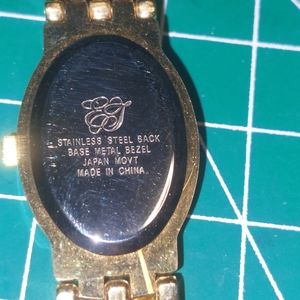 STAINLESS STEEL BACK
BASE METAL BEZEL
JAPAN MOVT
MADE IN CHINA